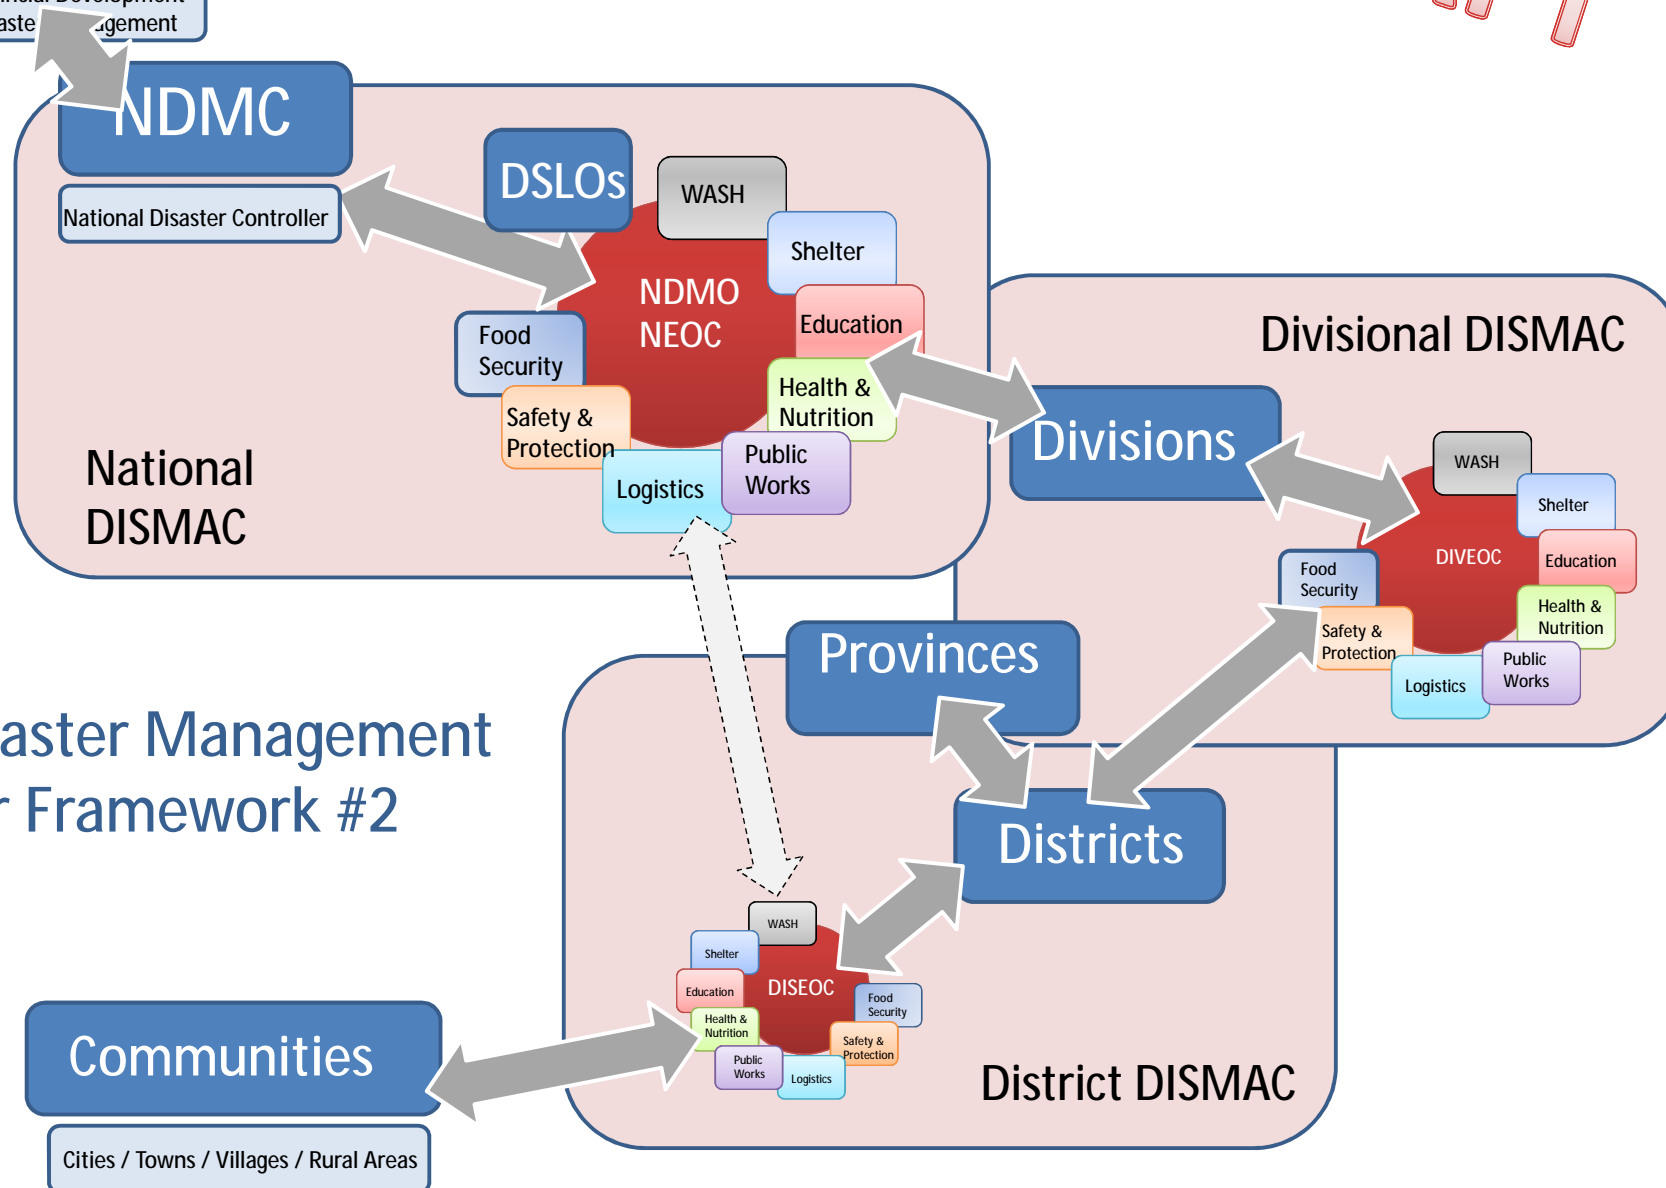 Development
agement
NDMC
National Disaster Controller
DSLOs
WASH
Shelter
NDMO
NEOC
Education
Food
Security
Health &
Nutrition
Safety &
Protection
Public
Works
Logistics
National
DISMAC
Divisional DISMAC
Divisions
WASH
Shelter
DIVEOC
Education
Food
Security
Health &
Nutrition
Safety &
Protection
Public
Works
Logistics
Provinces
Districts
aster Management
r Framework #2
WASH
Shelter
DISEOC
Education
Food
Security
Health &
Nutrition
Safety &
Protection
Public
Works
Logistics
District DISMAC
Communities
Cities / Towns / Villages / Rural Areas